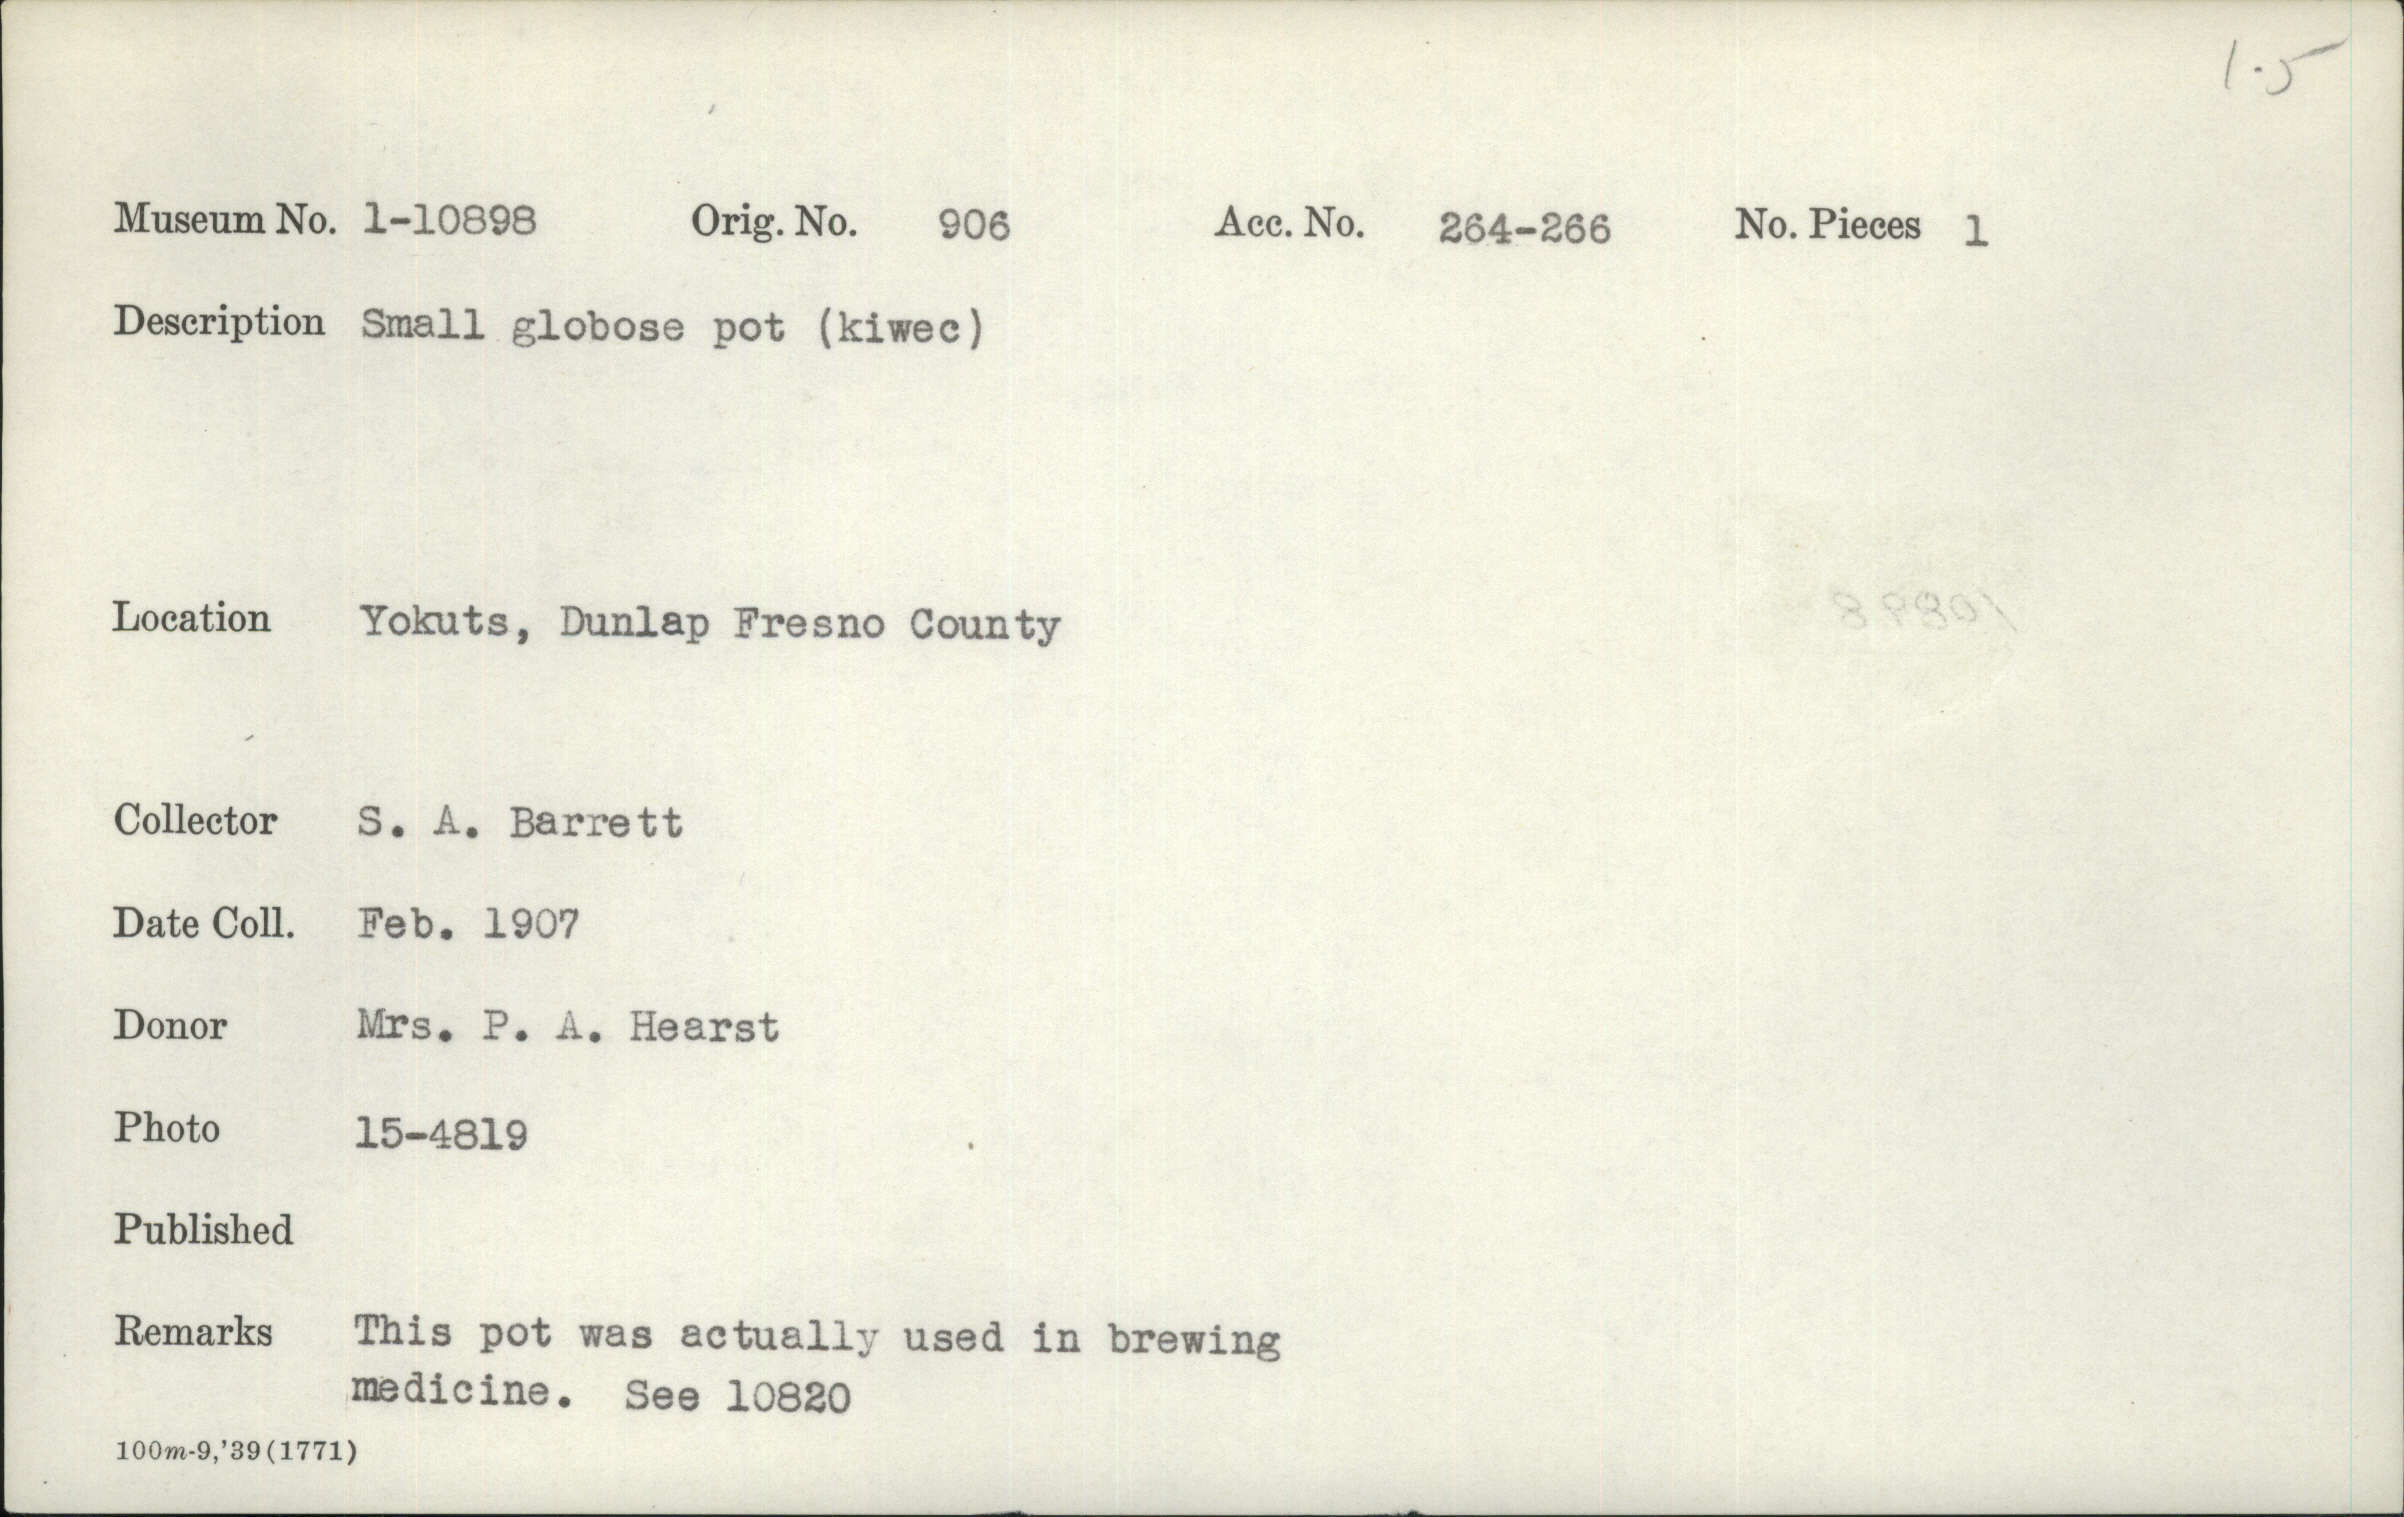 1-5
Museum No. 1-10898 Orig. No. 906 Acc. No. 264-266 No. Pieces 1
Description Small globose pot (kiwec)
Location Yokuts, Dunlap Fresno County
Collector S. A. Barrett
Date Coll. Feb. 1907
Donor Mrs. P. A. Hearst
Photo 15-4819
Published
Remarks This pot was actually used in brewing
medicine. See 10820
100m-9,'39(1771)